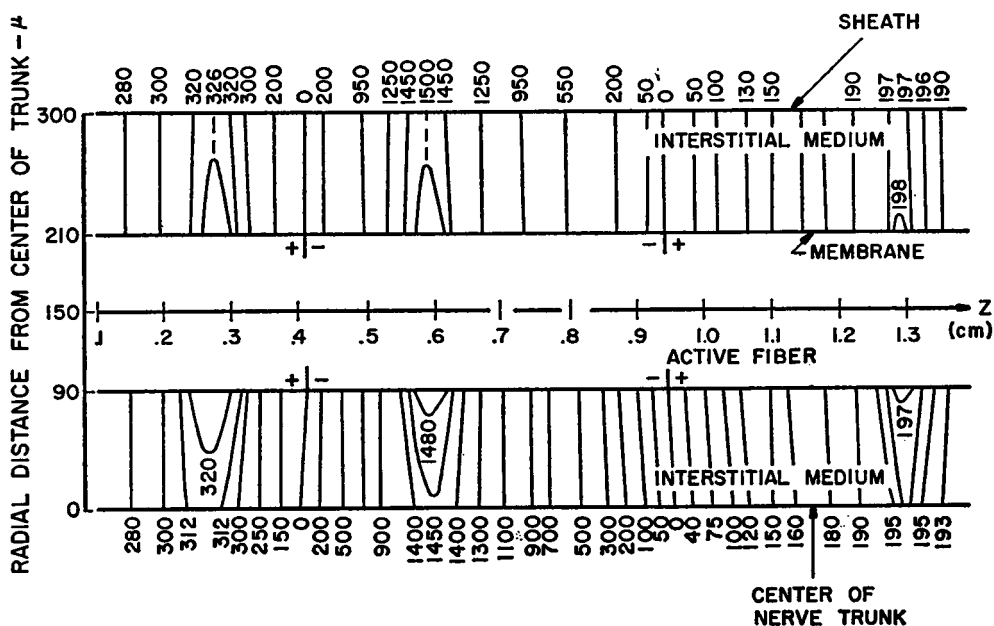 SHEATH
280 300 320 326 320 300 200 0 200 950 1250 1450 1500 1450 1250 950 550 200 50 0 50 100 130 150 190 197 197 196 190
300
INTERSTITIAL MEDIUM
198
210
+ − − +
MEMBRANE
150
Z
.1 .2 .3 .4 .5 .6 .7 .8 .9 1.0 1.1 1.2 1.3 (cm)
ACTIVE FIBER
+ − − +
90
320 1480 197
INTERSTITIAL MEDIUM
0
280 300 312 312 300 250 150 0 200 500 900 1400 1450 1400 1300 1100 900 700 500 300 200 100 50 0 40 75 100 120 150 160 180 190 195 195 193
CENTER OF
NERVE TRUNK
RADIAL DISTANCE FROM CENTER OF TRUNK – μ